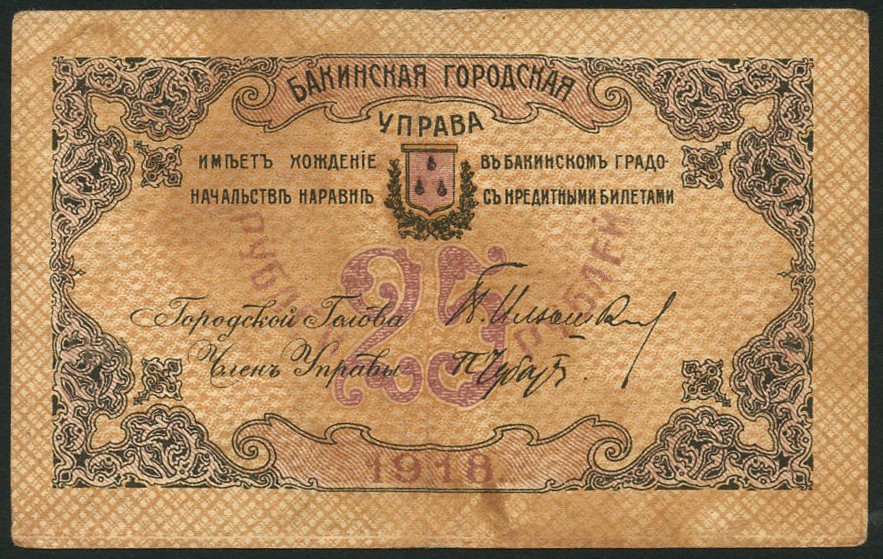 БАКИНСКАЯ ГОРОДСКАЯ
УПРАВА
ИМѢЕТЪ ХОЖДЕНІЕ ВЪ БАКИНСКОМЪ ГРАДО-
НАЧАЛЬСТВѢ НАРАВНѢ СЪ КРЕДИТНЫМИ БИЛЕТАМИ
РУБЛЕЙ 25 РУБЛЕЙ
Городской Голова
Членъ Управы
1918.